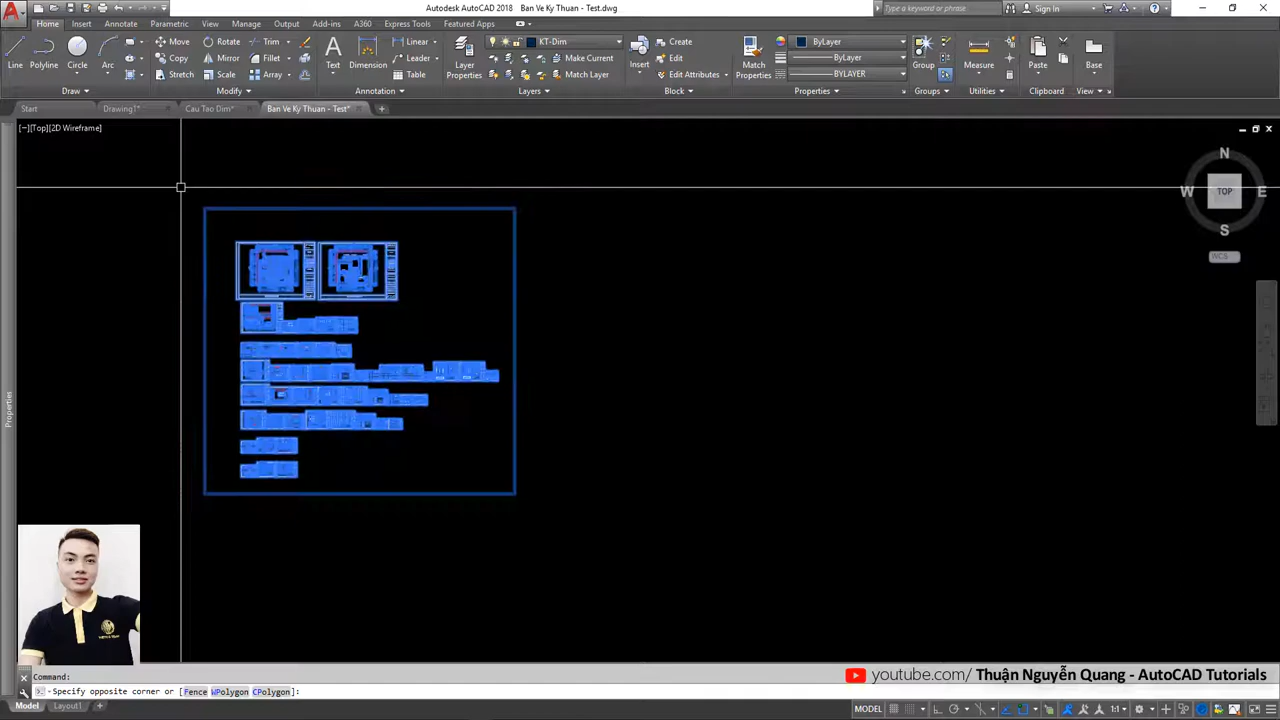 Autodesk AutoCAD 2018   Ban Ve Ky Thuan - Test.dwg
Type a keyword or phrase
Sign In
Home Insert Annotate Parametric View Manage Output Add-ins A360 Express Tools Featured Apps
Line Polyline Circle Arc
Move Rotate Trim
Copy Mirror Fillet
Stretch Scale Array
Text Dimension
Linear
Leader
Table
Layer Properties
KT-Dim
Make Current
Match Layer
Insert
Create
Edit
Edit Attributes
Match Properties
ByLayer
ByLayer
BYLAYER
Group Measure Paste Base
Draw Modify Annotation Layers Block Properties Groups Utilities Clipboard View
Start Drawing1* Cau Tao Dim* Ban Ve Ky Thuan - Test*
[−][Top][2D Wireframe]
N
W TOP E
S
WCS
Properties
Command:
Specify opposite corner or [Fence WPolygon CPolygon]:
youtube.com/ Thuận Nguyễn Quang - AutoCAD Tutorials
Model Layout1
MODEL
1:1